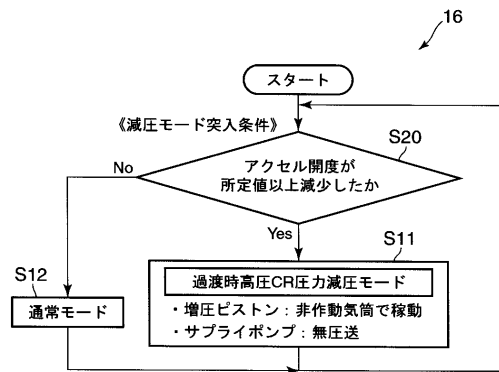 16
スタート
《減圧モード突入条件》
S20
アクセル開度が
所定値以上減少したか
No
Yes
S11
過渡時高圧CR圧力減圧モード
・増圧ピストン：非作動気筒で稼動
・サプライポンプ：無圧送
S12
通常モード